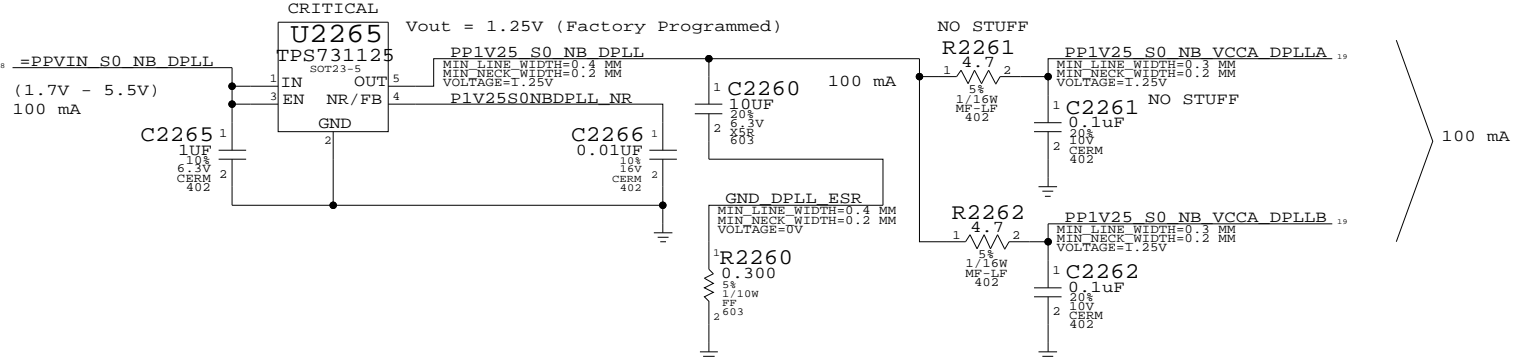 CRITICAL
U2265
TPS731125
SOT23-5
Vout = 1.25V (Factory Programmed)
=PPVIN_S0_NB_DPLL
(1.7V - 5.5V)
100 mA
1 IN
3 EN
OUT 5
NR/FB 4
GND
2
PP1V25_S0_NB_DPLL
MIN_LINE_WIDTH=0.4 MM
MIN_NECK_WIDTH=0.2 MM
VOLTAGE=1.25V
P1V25S0NBDPLL_NR
C2265 1
1UF
10%
6.3V
CERM
402
2
C2266 1
0.01UF
10%
16V
CERM
402
2
1 C2260
10UF
20%
6.3V
X5R
603
2
100 mA
GND_DPLL_ESR
MIN_LINE_WIDTH=0.4 MM
MIN_NECK_WIDTH=0.2 MM
VOLTAGE=0V
1 R2260
0.300
5%
1/10W
FF
603
2
NO STUFF
R2261
4.7
1 2
5%
1/16W
MF-LF
402
PP1V25_S0_NB_VCCA_DPLLA 19
MIN_LINE_WIDTH=0.3 MM
MIN_NECK_WIDTH=0.2 MM
VOLTAGE=1.25V
NO STUFF
1 C2261
0.1uF
20%
10V
CERM
402
2
R2262
4.7
1 2
5%
1/16W
MF-LF
402
PP1V25_S0_NB_VCCA_DPLLB 19
MIN_LINE_WIDTH=0.3 MM
MIN_NECK_WIDTH=0.2 MM
VOLTAGE=1.25V
1 C2262
0.1uF
20%
10V
CERM
402
2
100 mA